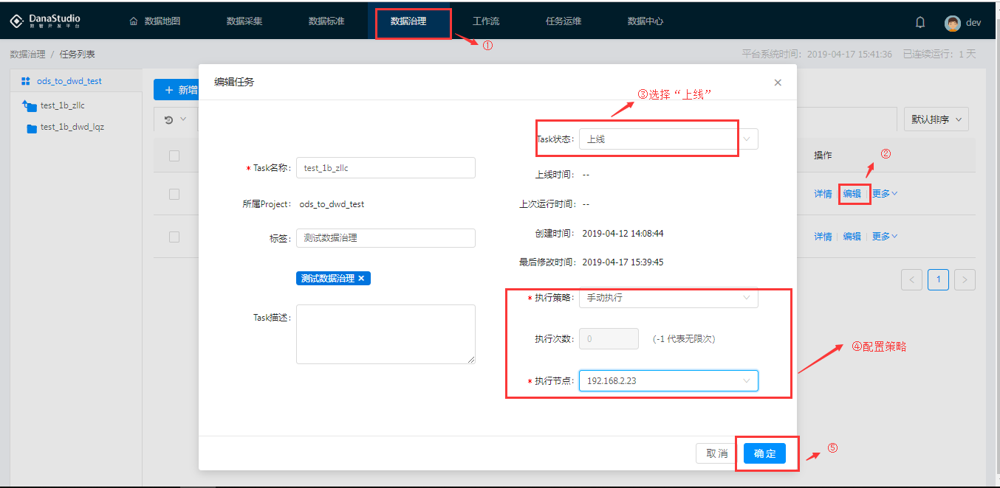 DanaStudio
数据开发平台
数据地图
数据采集
数据标准
数据治理
工作流
任务运维
数据中心
dev
①
数据治理 / 任务列表
平台系统时间: 2019-04-17 15:41:36 已连续运行: 1 天
ods_to_dwd_test
test_1b_zllc
test_1b_dwd_lqz
+ 新增
默认排序
操作
②
详情 编辑 更多
详情 编辑 更多
< 1 >
编辑任务
③选择“上线”
* Task名称: test_1b_zllc
所属Project: ods_to_dwd_test
标签: 测试数据治理
测试数据治理 ×
Task描述:
Task状态: 上线
上线时间: --
上次运行时间: --
创建时间: 2019-04-12 14:08:44
最后修改时间: 2019-04-17 15:39:45
* 执行策略: 手动执行
执行次数: 0 (-1 代表无限次)
* 执行节点: 192.168.2.23
④配置策略
取消
确定
⑤